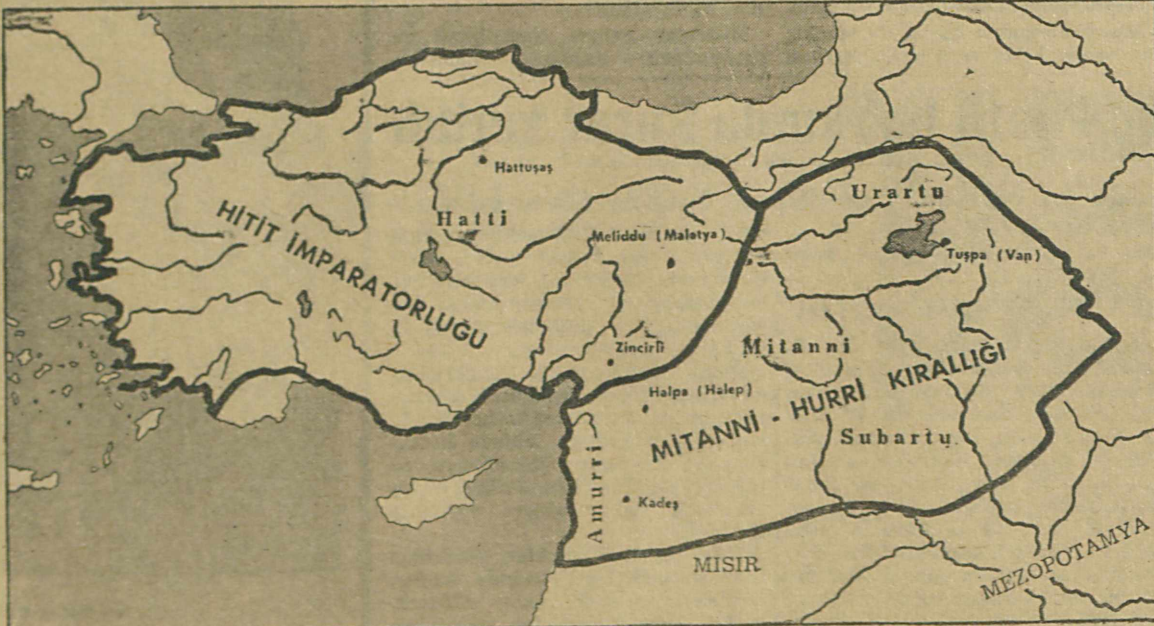 Hattuşaş
Hatti
HİTİT İMPARATORLUĞU
Meliddu (Malatya)
Zincirli
Urartu
Tuşpa (Van)
Mitanni
Halpa (Halep)
MİTANNİ - HURRİ KIRALLIĞI
Subartu
Amurri
Kadeş
MISIR
MEZOPOTAMYA